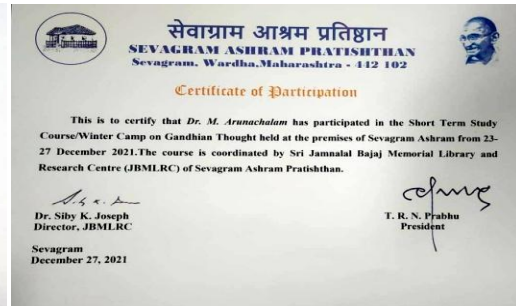 सेवाग्राम आश्रम प्रतिष्ठान
SEVAGRAM ASHRAM PRATISHTHAN
Sevagram, Wardha,Maharashtra - 442 102
Certificate of Participation
This is to certify that Dr. M. Arunachalam has participated in the Short Term Study
Course/Winter Camp on Gandhian Thought held at the premises of Sevagram Ashram from 23-
27 December 2021.The course is coordinated by Sri Jamnalal Bajaj Memorial Library and
Research Centre (JBMLRC) of Sevagram Ashram Pratishthan.
Dr. Siby K. Joseph
Director, JBMLRC
T. R. N. Prabhu
President
Sevagram
December 27, 2021